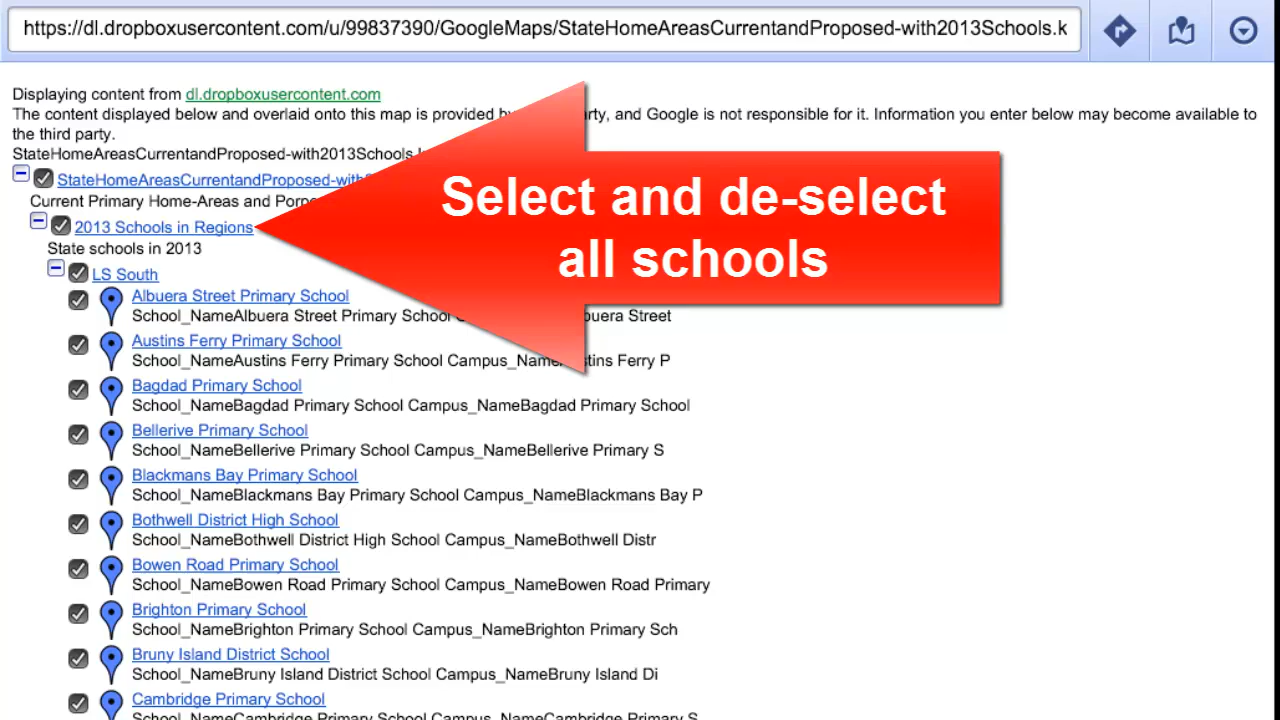 https://dl.dropboxusercontent.com/u/99837390/GoogleMaps/StateHomeAreasCurrentandProposed-with2013Schools.k
Displaying content from dl.dropboxusercontent.com
The content displayed below and overlaid onto this map is provided arty, and Google is not responsible for it. Information you enter below may become available to
the third party.
StateHomeAreasCurrentandProposed-with2013Schools.
StateHomeAreasCurrentandProposed-with
Current Primary Home-Areas and Porpo
2013 Schools in Regions
Select and de-select
all schools
State schools in 2013
LS South
Albuera Street Primary School
School_NameAlbuera Street Primary School buera Street
Austins Ferry Primary School
School_NameAustins Ferry Primary School Campus_Name stins Ferry P
Bagdad Primary School
School_NameBagdad Primary School Campus_NameBagdad Primary School
Bellerive Primary School
School_NameBellerive Primary School Campus_NameBellerive Primary S
Blackmans Bay Primary School
School_NameBlackmans Bay Primary School Campus_NameBlackmans Bay P
Bothwell District High School
School_NameBothwell District High School Campus_NameBothwell Distr
Bowen Road Primary School
School_NameBowen Road Primary School Campus_NameBowen Road Primary
Brighton Primary School
School_NameBrighton Primary School Campus_NameBrighton Primary Sch
Bruny Island District School
School_NameBruny Island District School Campus_NameBruny Island Di
Cambridge Primary School
School_NameCambridge Primary School Campus_NameCambridge Primary S